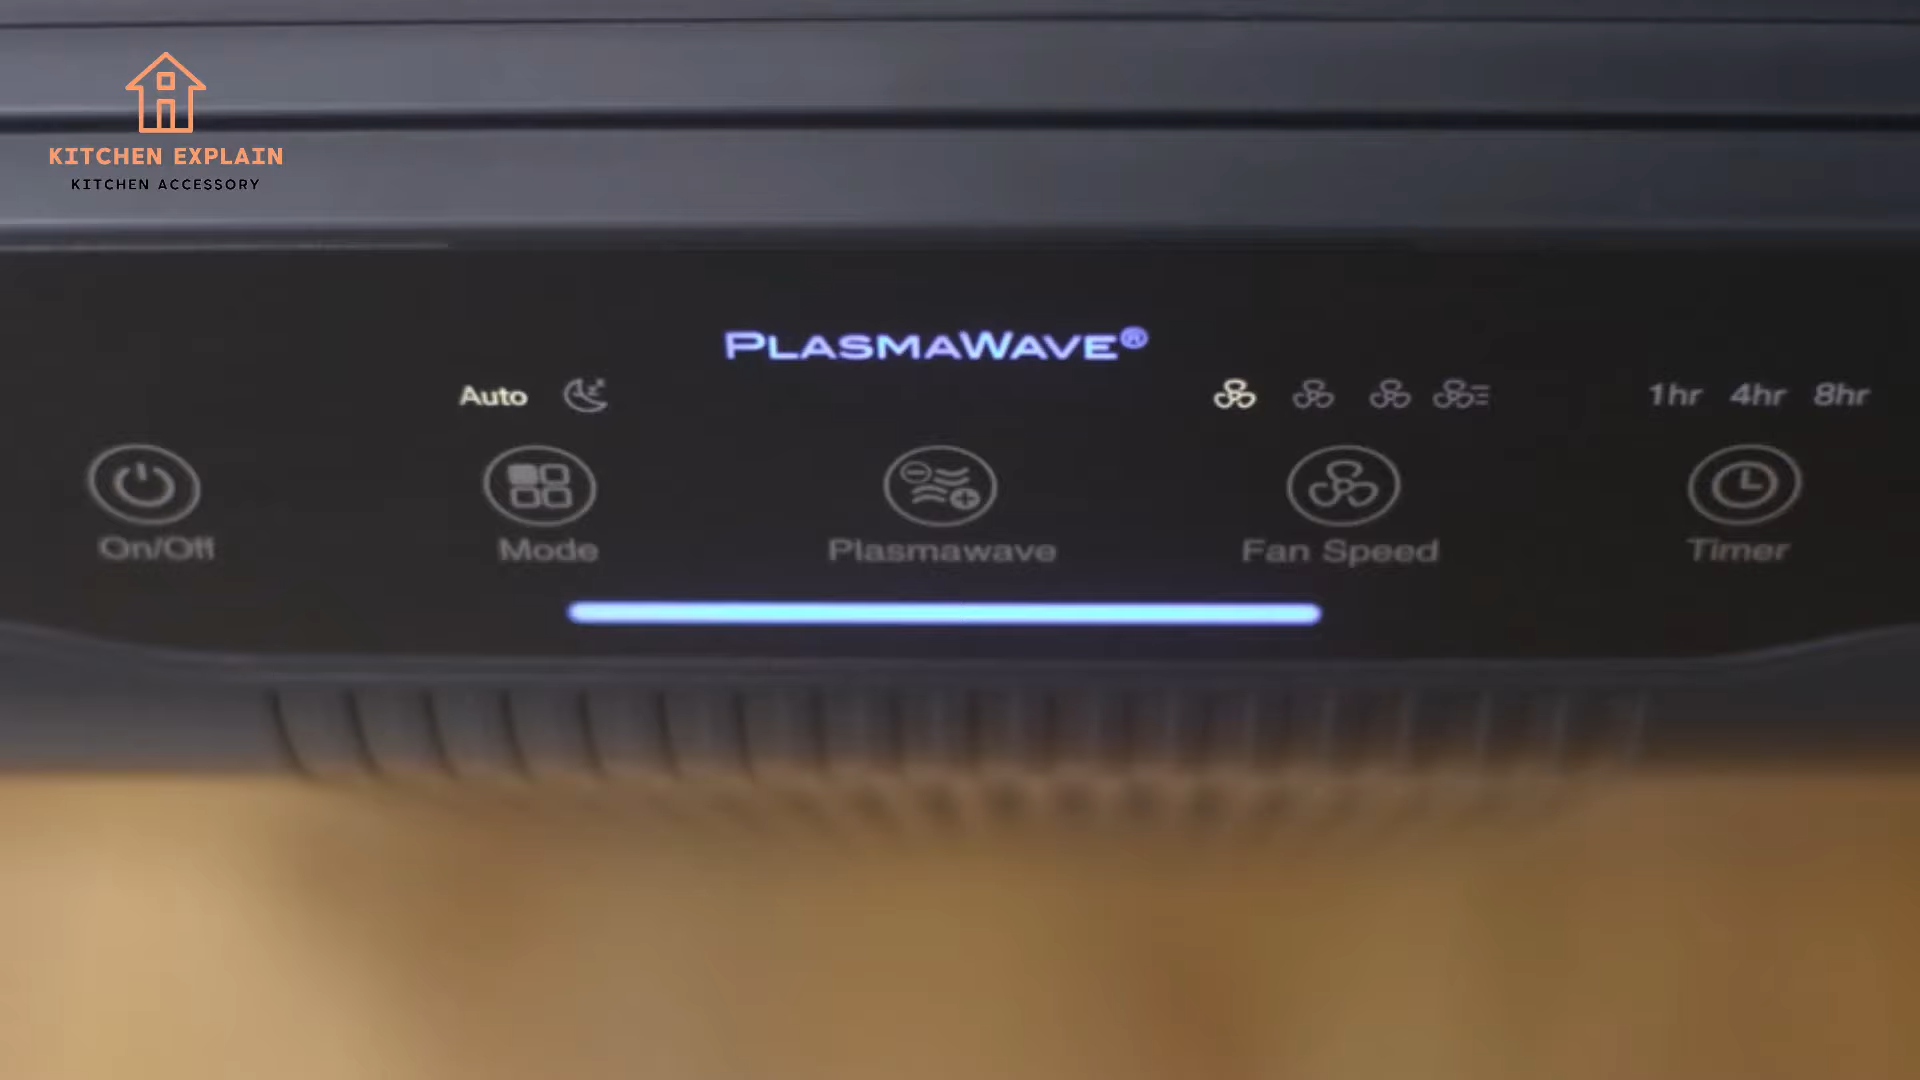 KITCHEN EXPLAIN
KITCHEN ACCESSORY
PLASMAWAVE®
Auto
1hr 4hr 8hr
On/Off
Mode
Plasmawave
Fan Speed
Timer